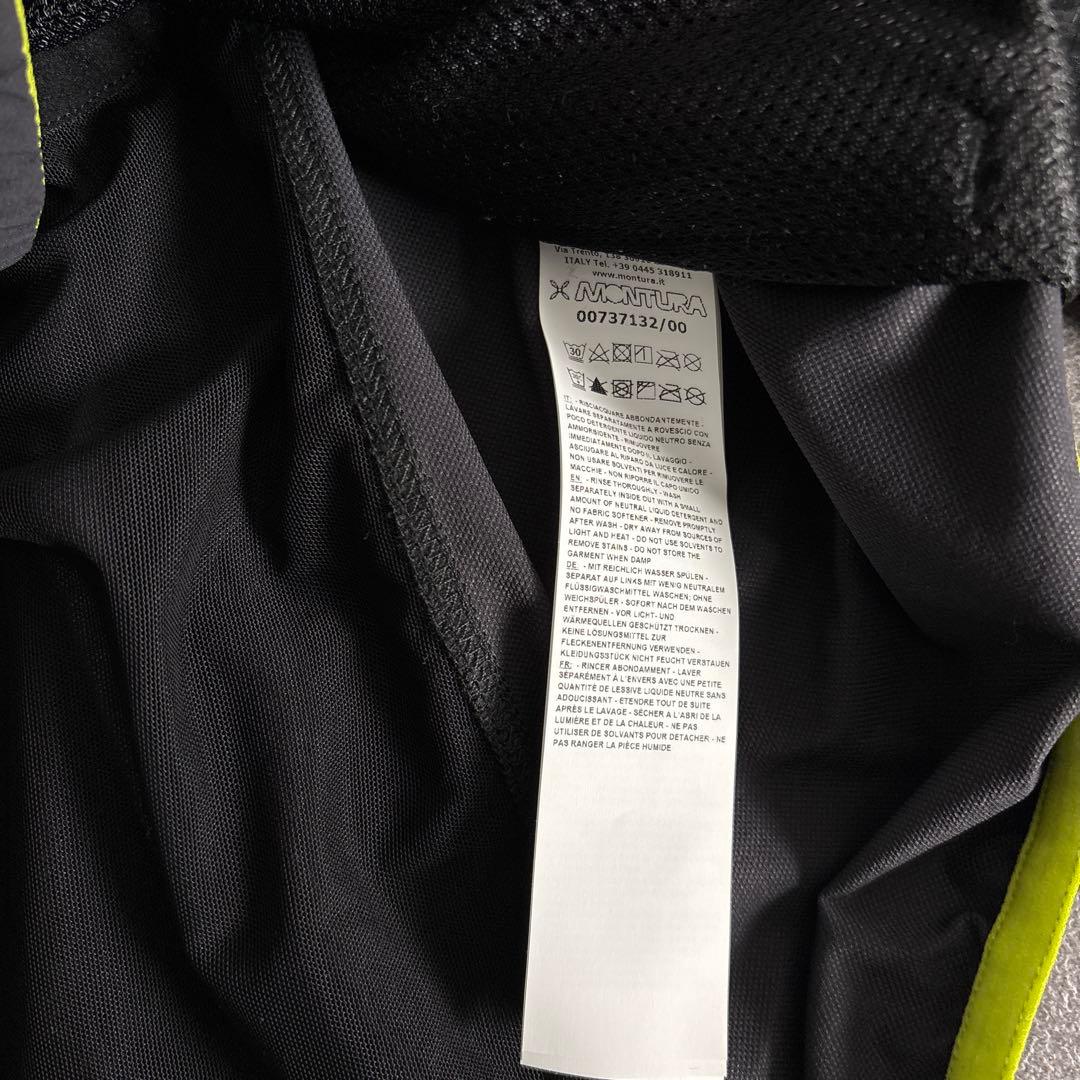 Via Trento, 138
ITALY Tel. +39 0445 318911
www.montura.it
MONTURA
00737132/00
30
IT: - RISCIACQUARE ABBONDANTEMENTE -
LAVARE SEPARATAMENTE A ROVESCIO CON
POCO DETERGENTE LIQUIDO NEUTRO SENZA
AMMORBIDENTE - RIMUOVERE
IMMEDIATAMENTE DOPO IL LAVAGGIO -
ASCIUGARE AL RIPARO DA LUCE E CALORE -
NON USARE SOLVENTI PER RIMUOVERE LE
MACCHIE - NON RIPORRE IL CAPO UMIDO
EN: - RINSE THOROUGHLY - WASH
SEPARATELY INSIDE OUT WITH A SMALL
AMOUNT OF NEUTRAL LIQUID DETERGENT AND
NO FABRIC SOFTENER - REMOVE PROMPTLY
AFTER WASH - DRY AWAY FROM SOURCES OF
LIGHT AND HEAT - DO NOT USE SOLVENTS TO
REMOVE STAINS - DO NOT STORE THE
GARMENT WHEN DAMP
DE: - MIT REICHLICH WASSER SPÜLEN -
SEPARAT AUF LINKS MIT WENIG NEUTRALEM
FLÜSSIGWASCHMITTEL WASCHEN; OHNE
WEICHSPÜLER - SOFORT NACH DEM WASCHEN
ENTFERNEN - VOR LICHT- UND
WÄRMEQUELLEN GESCHÜTZT TROCKNEN -
KEINE LÖSUNGSMITTEL ZUR
FLECKENENTFERNUNG VERWENDEN -
KLEIDUNGSSTÜCK NICHT FEUCHT VERSTAUEN
FR: - RINCER ABONDAMMENT - LAVER
SÉPARÉMENT À L'ENVERS AVEC UNE PETITE
QUANTITÉ DE LESSIVE LIQUIDE NEUTRE SANS
ADOUCISSANT - ÉTENDRE TOUT DE SUITE
APRÈS LE LAVAGE - SÉCHER A L'ABRI DE LA
LUMIÈRE ET DE LA CHALEUR - NE PAS
UTILISER DE SOLVANTS POUR DETACHER - NE
PAS RANGER LA PIÈCE HUMIDE